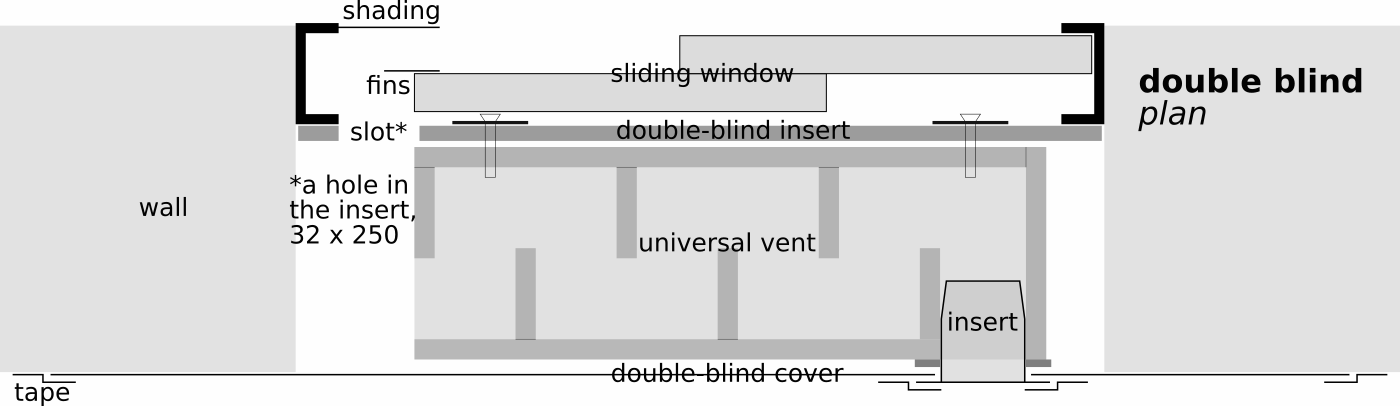 shading
fins
sliding window
double blind
plan
slot*
double-blind insert
*a hole in
the insert,
32 x 250
wall
universal vent
insert
double-blind cover
tape